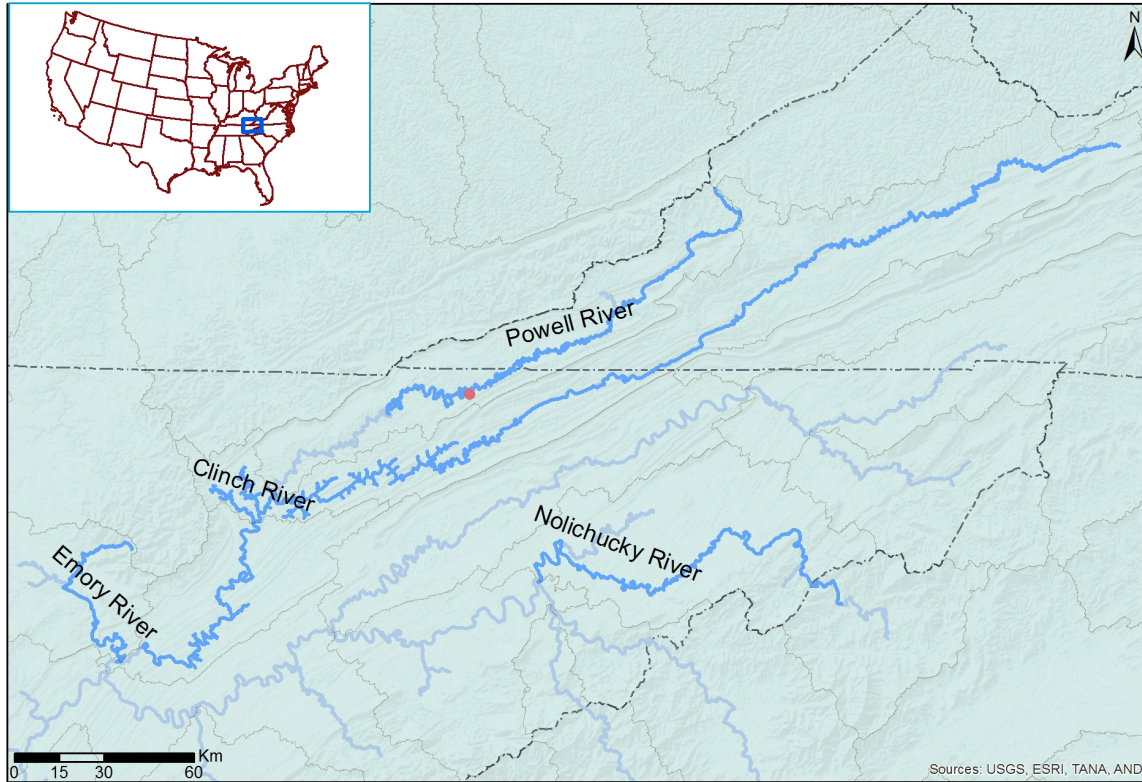 N
Powell River
Clinch River
Nolichucky River
Emory River
Km
0 15 30 60
Sources: USGS, ESRI, TANA, AND